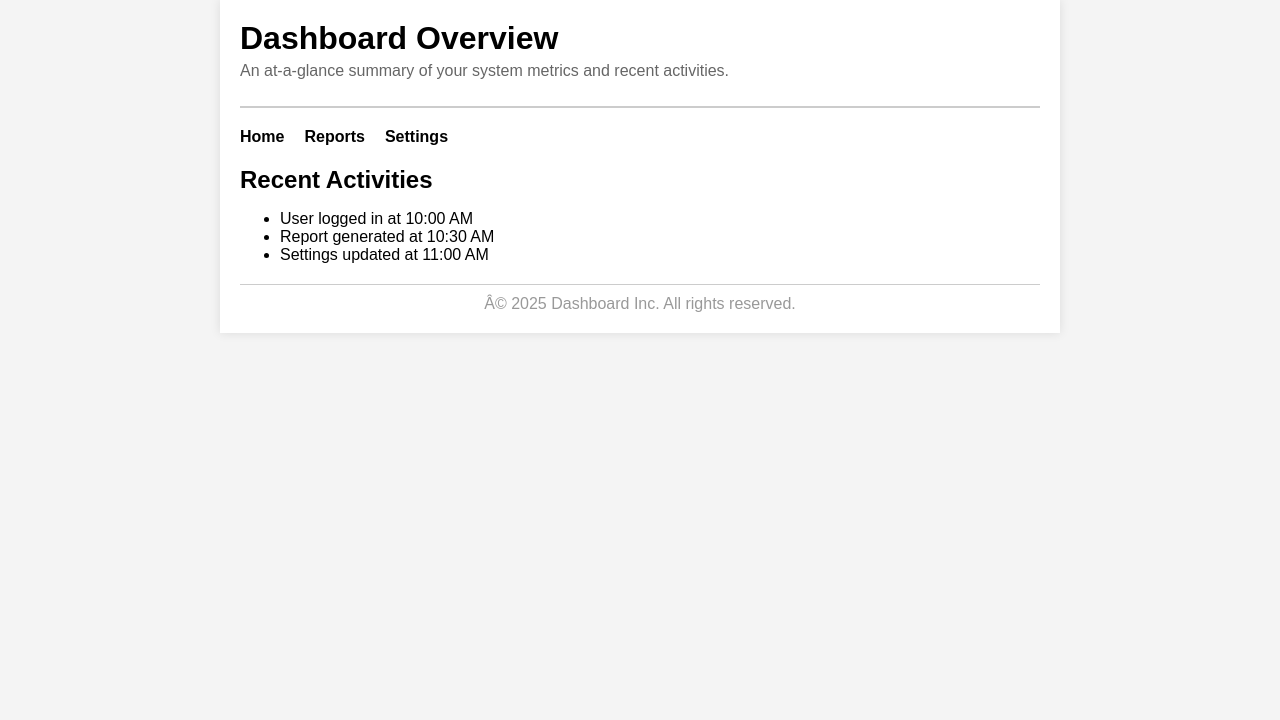 Dashboard Overview
An at-a-glance summary of your system metrics and recent activities.
Home Reports Settings
Recent Activities
• User logged in at 10:00 AM
• Report generated at 10:30 AM
• Settings updated at 11:00 AM
Â© 2025 Dashboard Inc. All rights reserved.